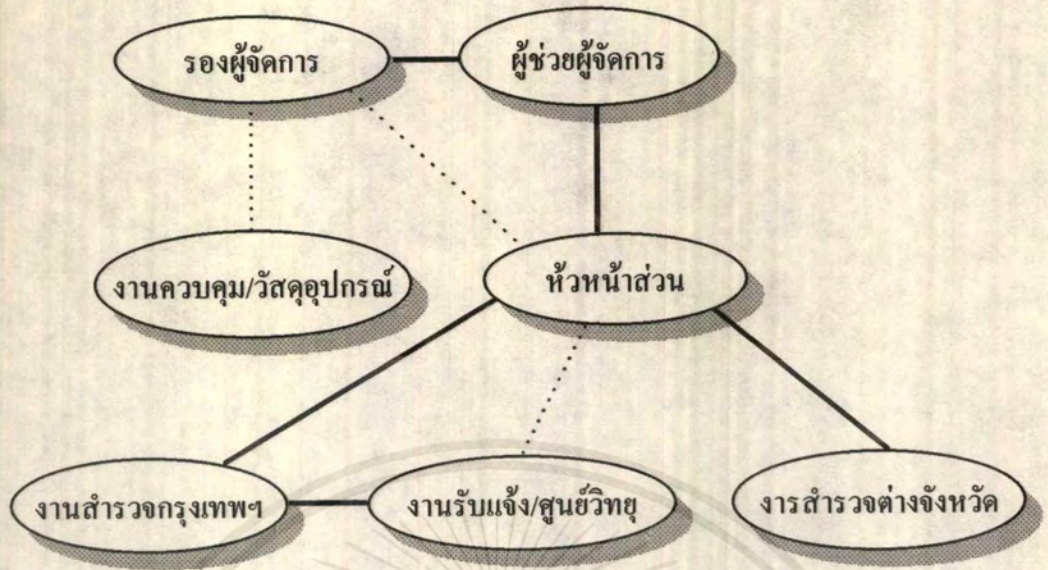 รองผู้จัดการ
ผู้ช่วยผู้จัดการ
งานควบคุม/วัสดุอุปกรณ์
หัวหน้าส่วน
งานสำรวจกรุงเทพฯ
งานรับแจ้ง/ศูนย์วิทยุ
งารสำรวจต่างจังหวัด